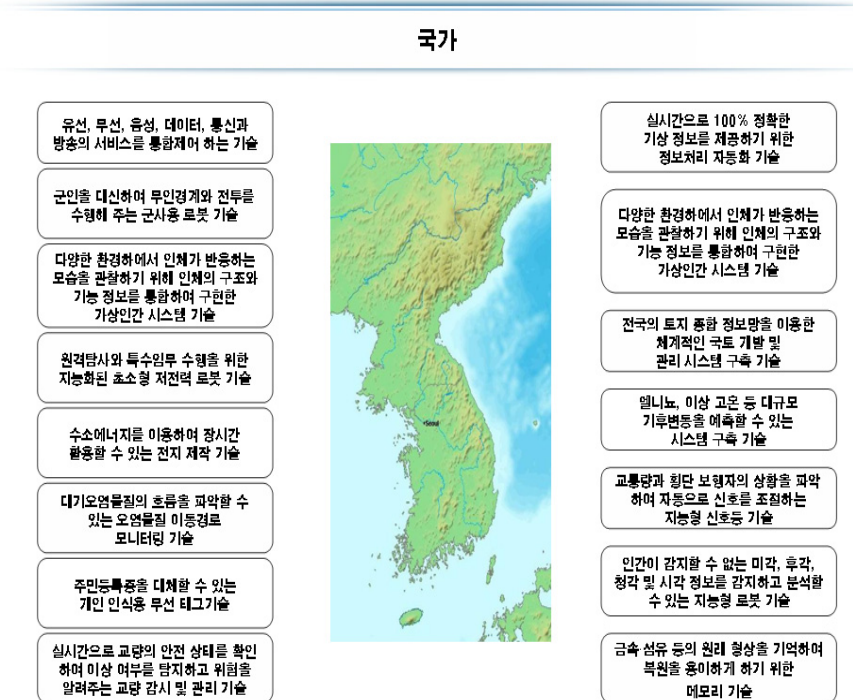 국가
유선, 무선, 음성, 데이터, 통신과
방송의 서비스를 통합제어 하는 기술
군인을 대신하여 무인경계와 전투를
수행해 주는 군사용 로봇 기술
다양한 환경하에서 인체가 반응하는
모습을 관찰하기 위해 인체의 구조와
기능 정보를 통합하여 구현한
가상인간 시스템 기술
원격탐사와 특수임무 수행을 위한
지능화된 초소형 저전력 로봇 기술
수소에너지를 이용하여 장시간
활용할 수 있는 전지 제작 기술
대기오염물질의 흐름을 파악할 수
있는 오염물질 이동경로
모니터링 기술
주민등록증을 대체할 수 있는
개인 인식용 무선 태그기술
실시간으로 교량의 안전 상태를 확인
하여 이상 여부를 탐지하고 위험을
알려주는 교량 감시 및 관리 기술
Seoul
실시간으로 100% 정확한
기상 정보를 제공하기 위한
정보처리 자동화 기술
다양한 환경하에서 인체가 반응하는
모습을 관찰하기 위해 인체의 구조와
기능 정보를 통합하여 구현한
가상인간 시스템 기술
전국의 토지 종합 정보망을 이용한
체계적인 국토 개발 및
관리 시스템 구축 기술
엘니뇨, 이상 고온 등 대규모
기후변동을 예측할 수 있는
시스템 구축 기술
교통량과 횡단 보행자의 상황을 파악
하여 자동으로 신호를 조절하는
지능형 신호등 기술
인간이 감지할 수 없는 미각, 후각,
청각 및 시각 정보를 감지하고 분석할
수 있는 지능형 로봇 기술
금속 섬유 등의 원래 형상을 기억하여
복원을 용이하게 하기 위한
메모리 기술